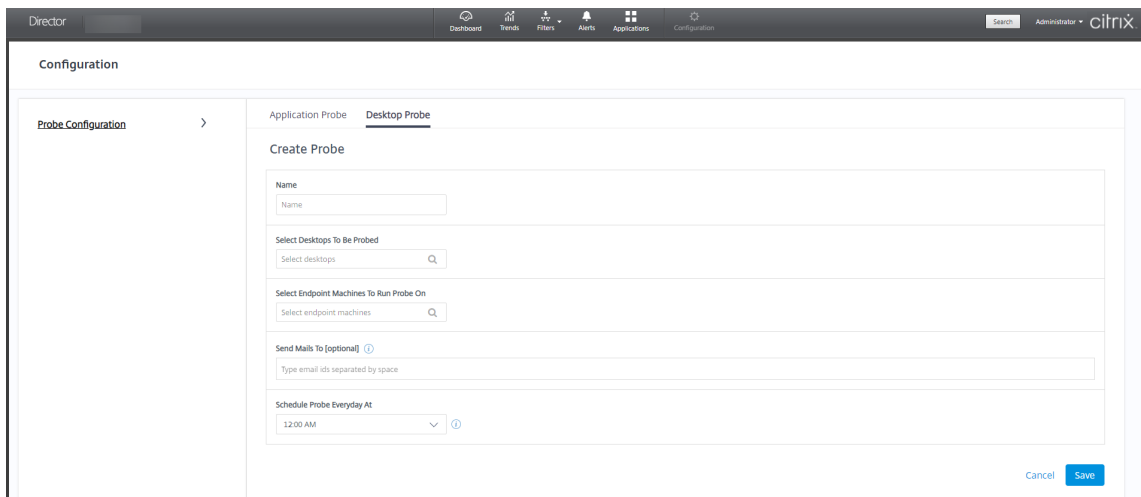 Director
Dashboard Trends Filters Alerts Applications Configuration
Search Administrator citrix
Configuration
Probe Configuration
Application Probe Desktop Probe
Create Probe
Name
Name
Select Desktops To Be Probed
Select desktops
Select Endpoint Machines To Run Probe On
Select endpoint machines
Send Mails To [optional] i
Type email ids separated by space
Schedule Probe Everyday At
12:00 AM i
Cancel Save